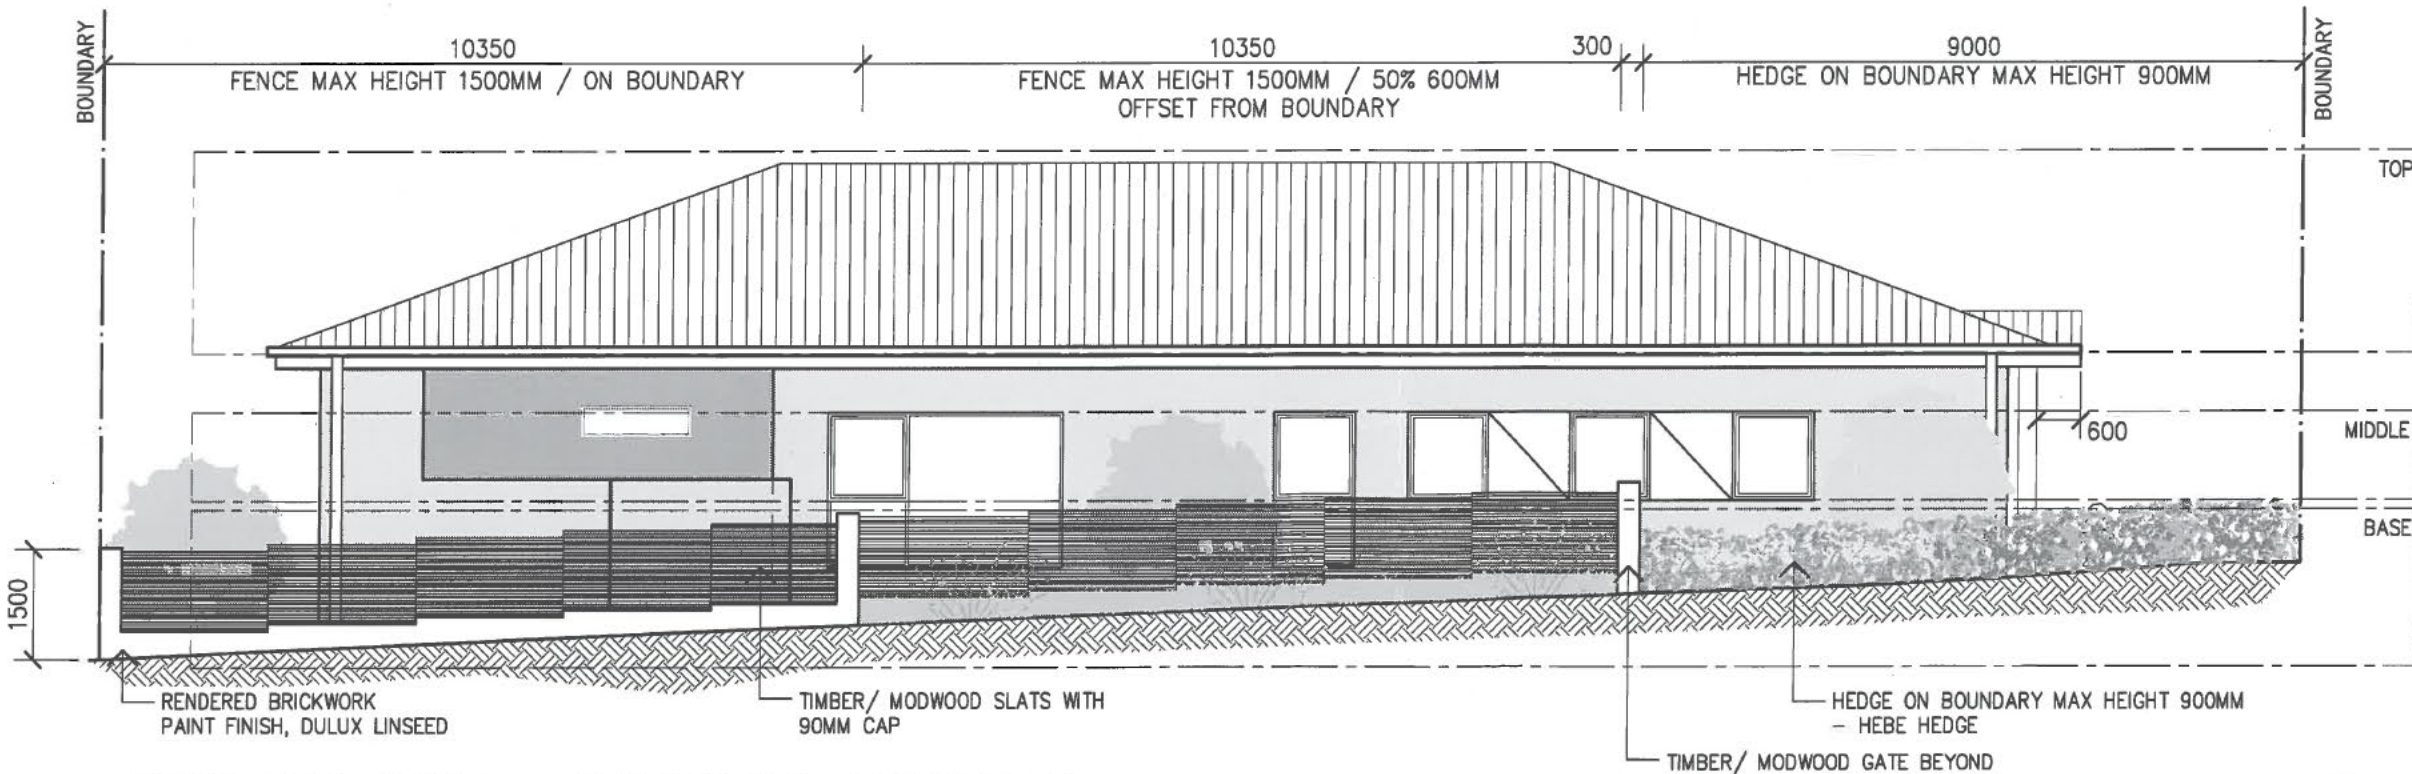 BOUNDARY
10350
FENCE MAX HEIGHT 1500MM / ON BOUNDARY
10350
FENCE MAX HEIGHT 1500MM / 50% 600MM
OFFSET FROM BOUNDARY
300
9000
HEDGE ON BOUNDARY MAX HEIGHT 900MM
BOUNDARY
TOP
600
MIDDLE
BASE
1500
RENDERED BRICKWORK
PAINT FINISH, DULUX LINSEED
TIMBER/ MODWOOD SLATS WITH
90MM CAP
HEDGE ON BOUNDARY MAX HEIGHT 900MM
- HEBE HEDGE
TIMBER/ MODWOOD GATE BEYOND